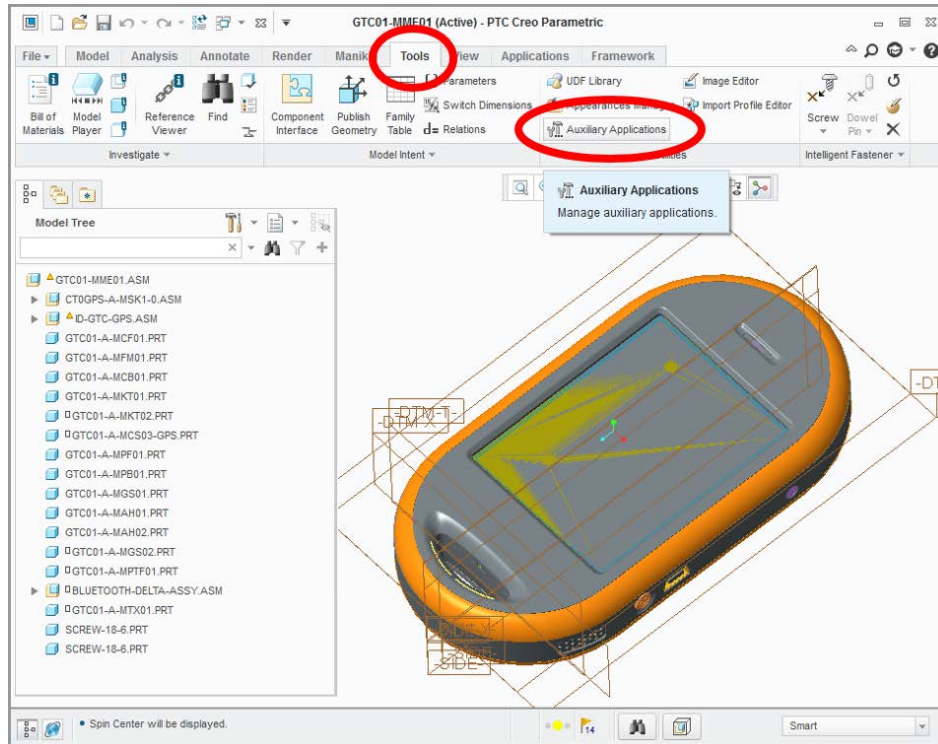 GTC01-MME01 (Active) - PTC Creo Parametric
File Model Analysis Annotate Render Manik Tools View Applications Framework
Bill of Materials
Model Player
Reference Viewer
Find
Component Interface
Publish Geometry
Family Table
Parameters
Switch Dimensions
d= Relations
UDF Library
Appearances Manag
Auxiliary Applications
Image Editor
Import Profile Editor
Screw
Dowel Pin
Investigate
Model Intent
Utilities
Intelligent Fastener
Auxiliary Applications
Manage auxiliary applications.
Model Tree
GTC01-MME01.ASM
CT0GPS-A-MSK1-0.ASM
ID-GTC-GPS.ASM
GTC01-A-MCF01.PRT
GTC01-A-MFM01.PRT
GTC01-A-MCB01.PRT
GTC01-A-MKT01.PRT
GTC01-A-MKT02.PRT
GTC01-A-MCS03-GPS.PRT
GTC01-A-MPF01.PRT
GTC01-A-MPB01.PRT
GTC01-A-MGS01.PRT
GTC01-A-MAH01.PRT
GTC01-A-MAH02.PRT
GTC01-A-MGS02.PRT
GTC01-A-MPTF01.PRT
BLUETOOTH-DELTA-ASSY.ASM
GTC01-A-MTX01.PRT
SCREW-18-6.PRT
SCREW-18-6.PRT
-DT
-DTM-T-
-DTM-X-
-SIDE-
• Spin Center will be displayed.
14
Smart